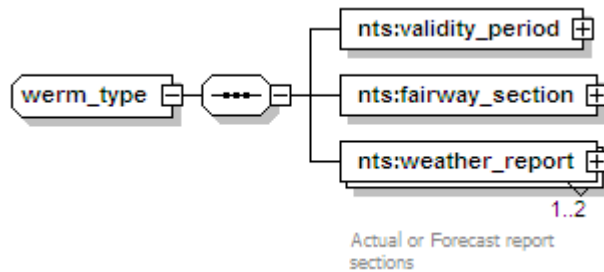 nts:validity_period
werm_type
nts:fairway_section
nts:weather_report
1..2
Actual or Forecast report
sections